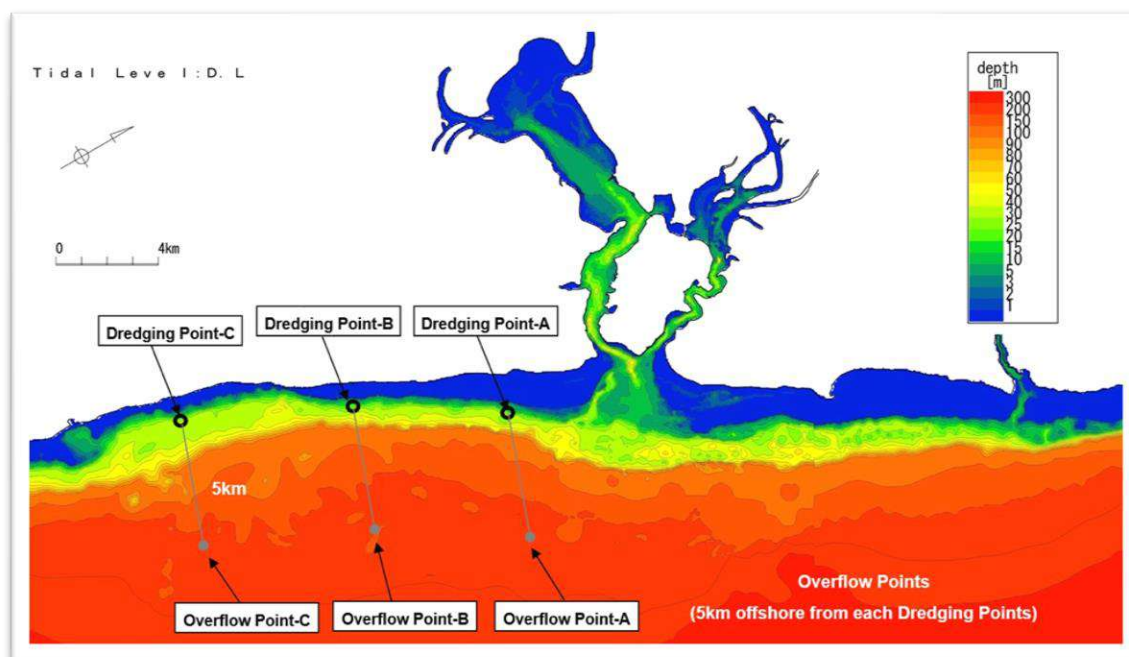 Tidal Leve l:D. L
depth
[m]
300
200
150
100
90
80
70
60
50
40
30
25
20
15
10
5
3
2
1
0 4km
Dredging Point-C
Dredging Point-B
Dredging Point-A
5km
Overflow Points
(5km offshore from each Dredging Points)
Overflow Point-C
Overflow Point-B
Overflow Point-A